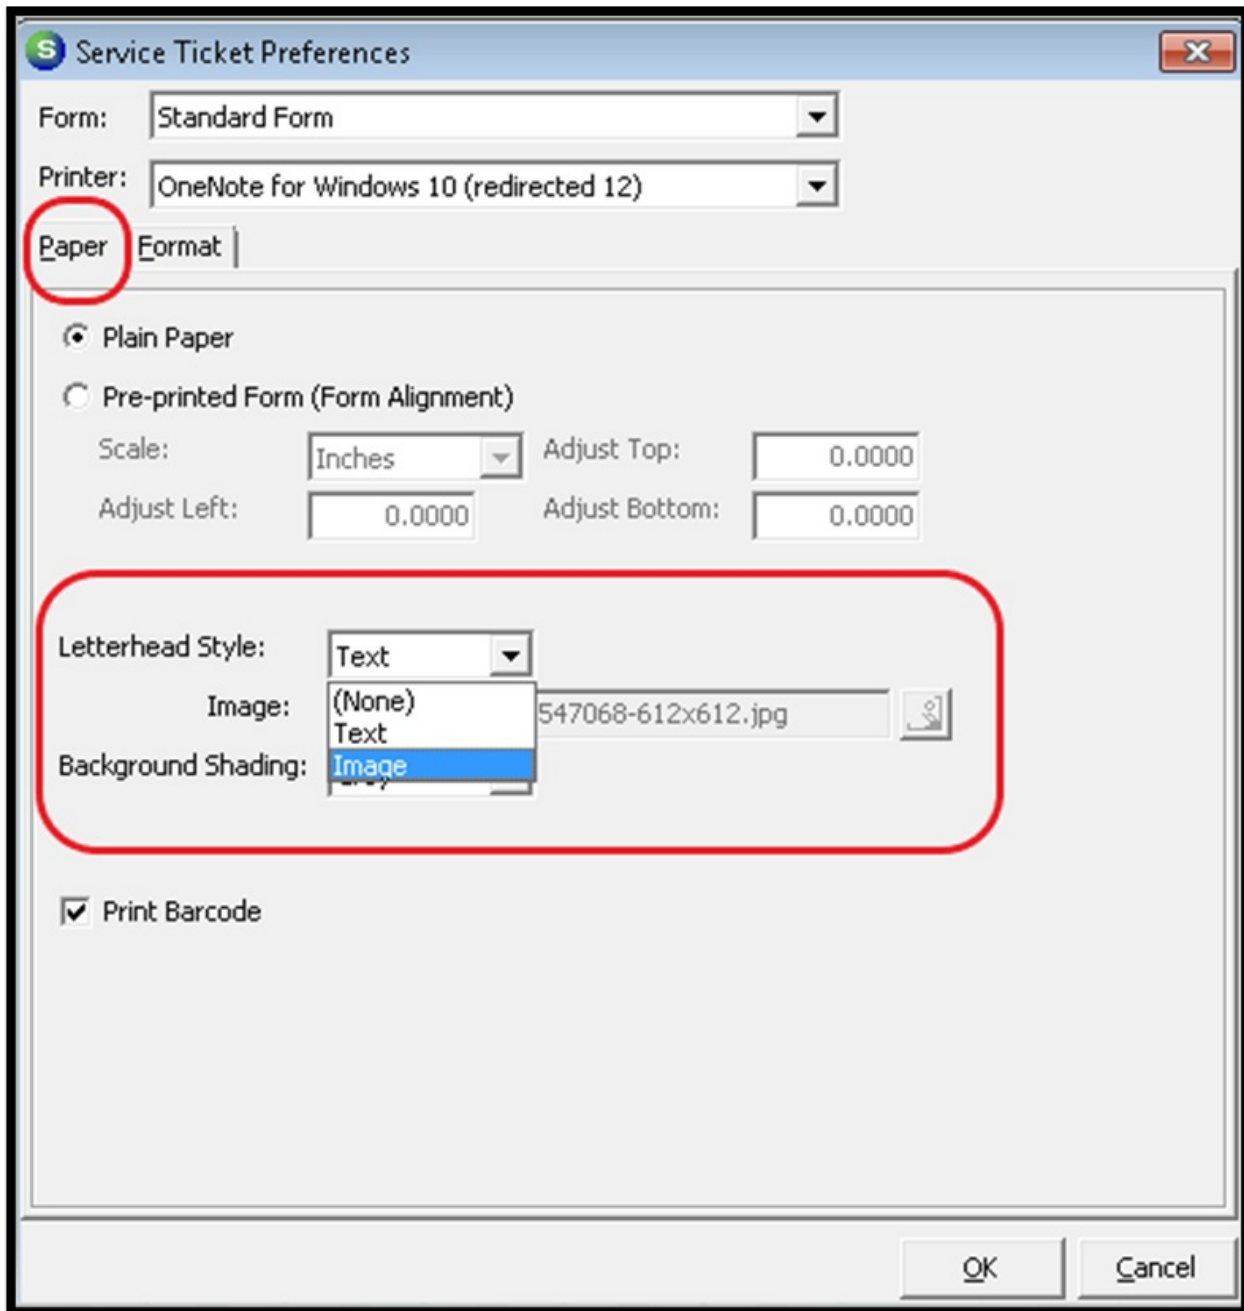 S Service Ticket Preferences
Form: Standard Form
Printer: OneNote for Windows 10 (redirected 12)
Paper Format
Plain Paper
Pre-printed Form (Form Alignment)
Scale: Inches Adjust Top: 0.0000
Adjust Left: 0.0000 Adjust Bottom: 0.0000
Letterhead Style: Text
(None)
Image: 547068-612x612.jpg
Text
Background Shading: Image
Print Barcode
OK Cancel